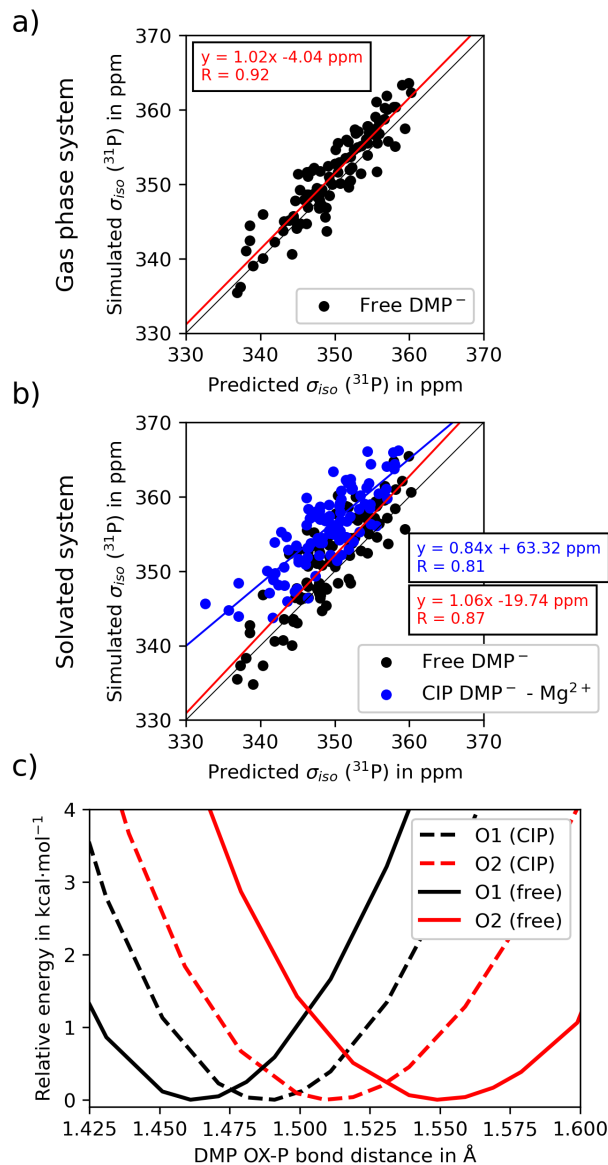 a)
Gas phase system
Simulated σiso (³¹P) in ppm
370
360
350
340
330
y = 1.02x -4.04 ppm
R = 0.92
Free DMP⁻
330 340 350 360 370
Predicted σiso (³¹P) in ppm
b)
Solvated system
Simulated σiso (³¹P) in ppm
370
360
350
340
330
y = 0.84x + 63.32 ppm
R = 0.81
y = 1.06x -19.74 ppm
R = 0.87
Free DMP⁻
CIP DMP⁻ - Mg²⁺
330 340 350 360 370
Predicted σiso (³¹P) in ppm
c)
Relative energy in kcal·mol⁻¹
4
3
2
1
0
O1 (CIP)
O2 (CIP)
O1 (free)
O2 (free)
1.425 1.450 1.475 1.500 1.525 1.550 1.575 1.600
DMP OX-P bond distance in Å